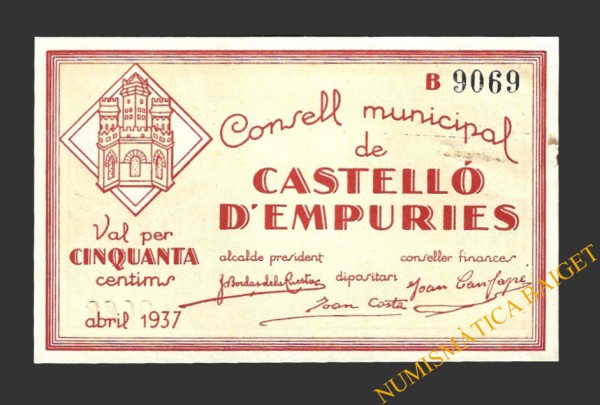 B 9069
Consell municipal
de
CASTELLÓ
D'EMPURIES
Val per
CINQUANTA
centims
abril 1937
alcalde president
conseller finances
dipositari
Joan Costa
NUMISMÀTICA BAIGET